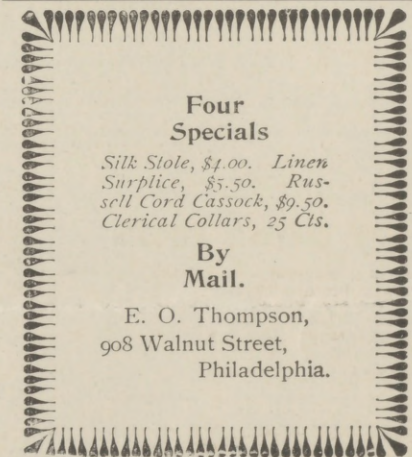 Four
Specials
Silk Stole, $4.00. Linen
Surplice, $5.50. Rus-
sell Cord Cassock, $9.50.
Clerical Collars, 25 Cts.
By
Mail.
E. O. Thompson,
908 Walnut Street,
Philadelphia.